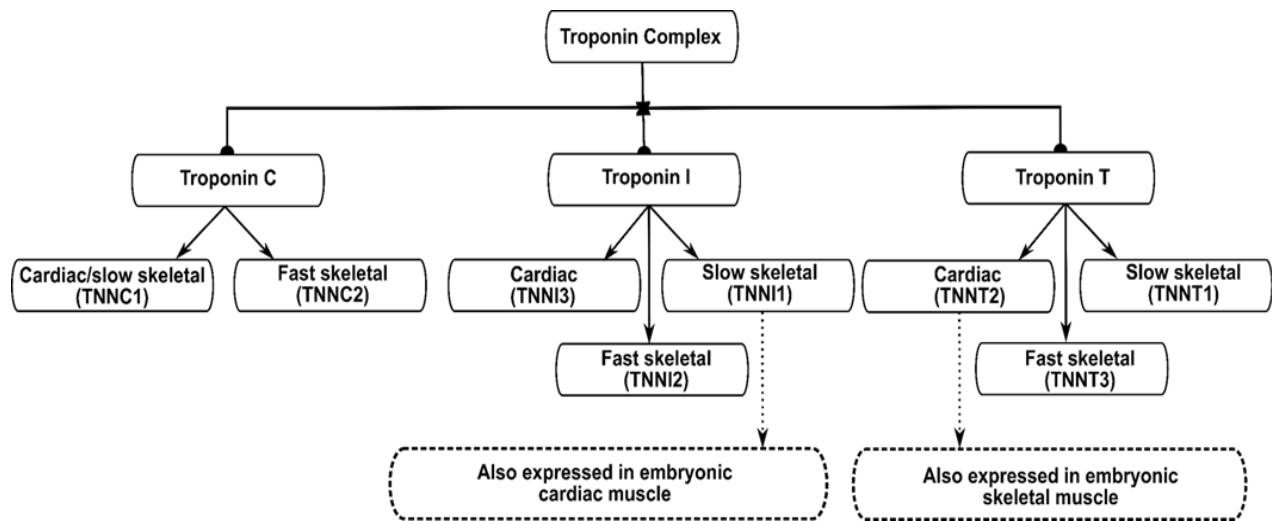 Troponin Complex
Troponin C
Troponin I
Troponin T
Cardiac/slow skeletal
(TNNC1)
Fast skeletal
(TNNC2)
Cardiac
(TNNI3)
Slow skeletal
(TNNI1)
Cardiac
(TNNT2)
Slow skeletal
(TNNT1)
Fast skeletal
(TNNI2)
Fast skeletal
(TNNT3)
Also expressed in embryonic
cardiac muscle
Also expressed in embryonic
skeletal muscle